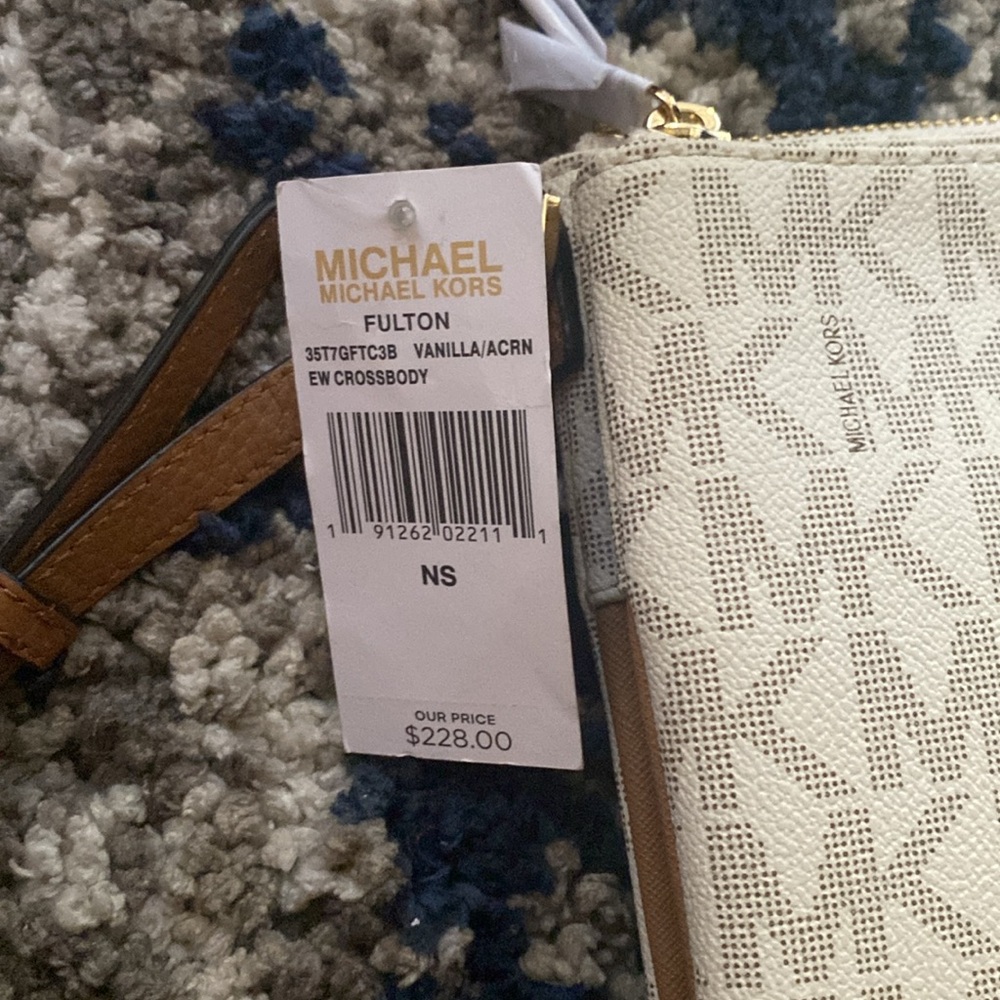 MICHAEL
MICHAEL KORS
FULTON
35T7GFTC3B VANILLA/ACRN
EW CROSSBODY
1 91262 02211 1
NS
OUR PRICE
$228.00
MICHAEL KORS